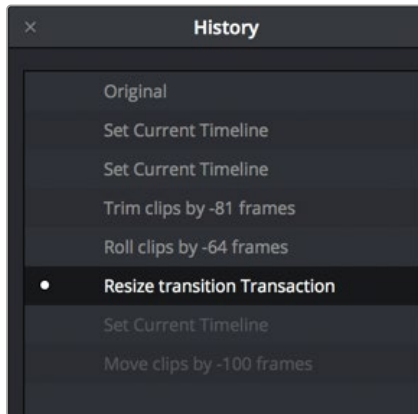 History
Original
Set Current Timeline
Set Current Timeline
Trim clips by -81 frames
Roll clips by -64 frames
Resize transition Transaction
Set Current Timeline
Move clips by -100 frames